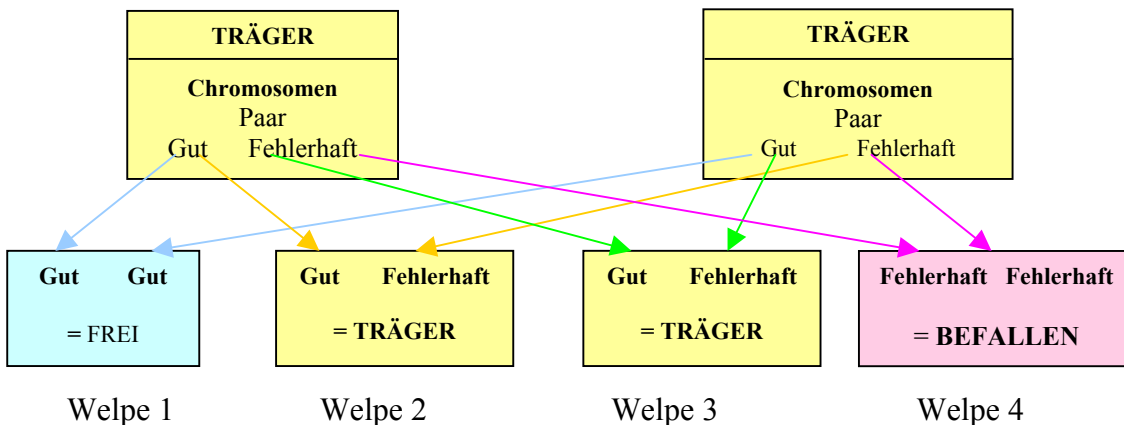 TRÄGER
Chromosomen
Paar
Gut Fehlerhaft
TRÄGER
Chromosomen
Paar
Gut Fehlerhaft
Gut Gut
= FREI
Gut Fehlerhaft
= TRÄGER
Gut Fehlerhaft
= TRÄGER
Fehlerhaft Fehlerhaft
= BEFALLEN
Welpe 1
Welpe 2
Welpe 3
Welpe 4